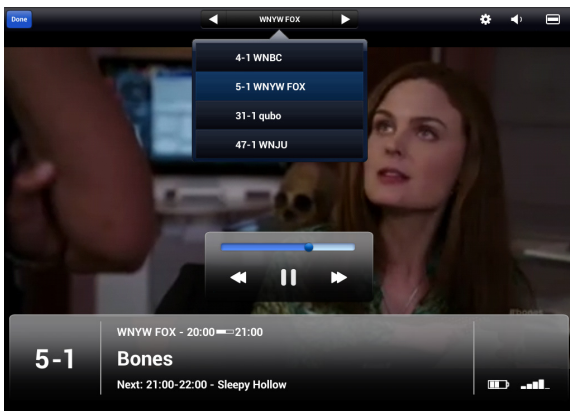 Done
WNYW FOX
4-1 WNBC
5-1 WNYW FOX
31-1 qubo
47-1 WNJU
#bones
5-1
WNYW FOX - 20:00 21:00
Bones
Next: 21:00-22:00 - Sleepy Hollow